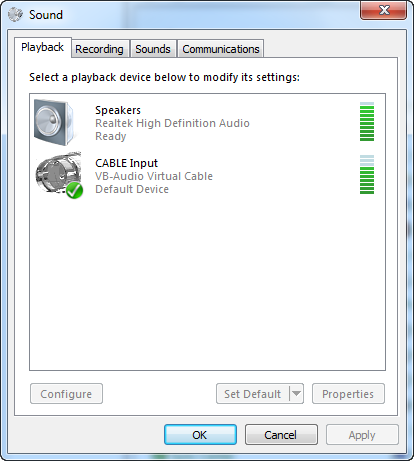 Sound
Playback
Recording
Sounds
Communications
Select a playback device below to modify its settings:
Speakers
Realtek High Definition Audio
Ready
CABLE Input
VB-Audio Virtual Cable
Default Device
Configure
Set Default
Properties
OK
Cancel
Apply